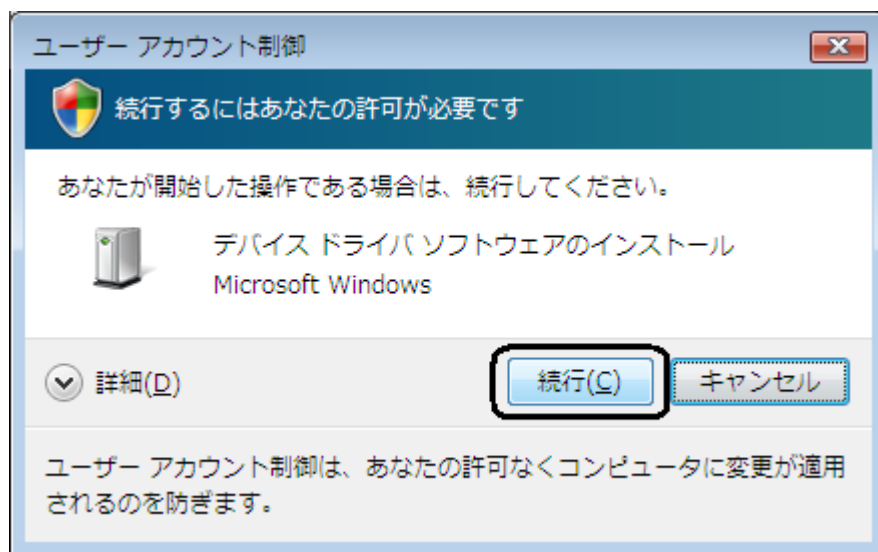 ユーザー アカウント制御
続行するにはあなたの許可が必要です
あなたが開始した操作である場合は、続行してください。
デバイス ドライバ ソフトウェアのインストール
Microsoft Windows
詳細(D) 続行(C) キャンセル
ユーザー アカウント制御は、あなたの許可なくコンピュータに変更が適用
されるのを防ぎます。